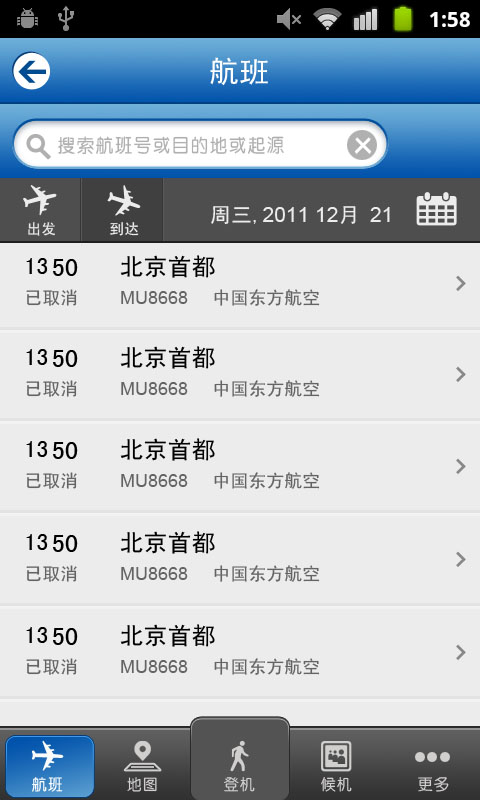 1:58
航班
搜索航班号或目的地或起源
出发 到达 周三, 2011 12月 21
13 50 北京首都
已取消 MU8668 中国东方航空
13 50 北京首都
已取消 MU8668 中国东方航空
13 50 北京首都
已取消 MU8668 中国东方航空
13 50 北京首都
已取消 MU8668 中国东方航空
13 50 北京首都
已取消 MU8668 中国东方航空
航班 地图 登机 候机 更多